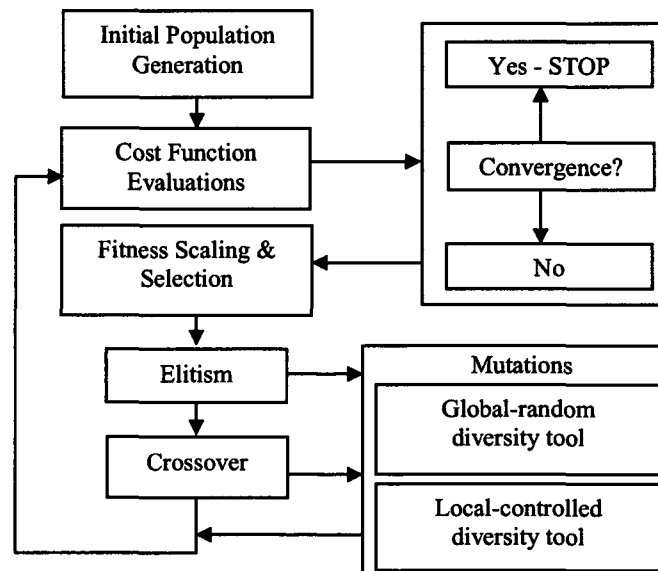 Initial Population
Generation
Cost Function
Evaluations
Yes - STOP
Convergence?
No
Fitness Scaling &
Selection
Elitism
Crossover
Mutations
Global-random
diversity tool
Local-controlled
diversity tool